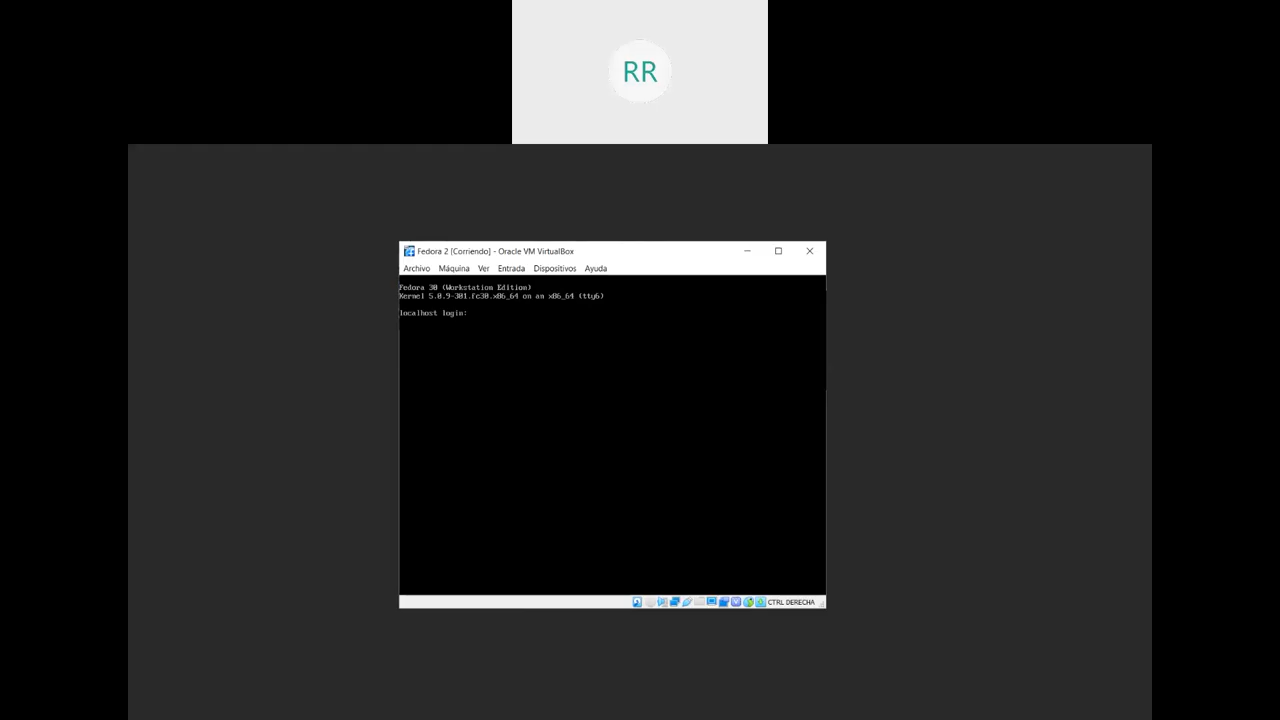 RR
Fedora 2 [Corriendo] - Oracle VM VirtualBox
Archivo Máquina Ver Entrada Dispositivos Ayuda
Fedora 30 (Workstation Edition)
Kernel 5.0.9-301.fc30.x86_64 on an x86_64 (tty6)
localhost login:
CTRL DERECHA